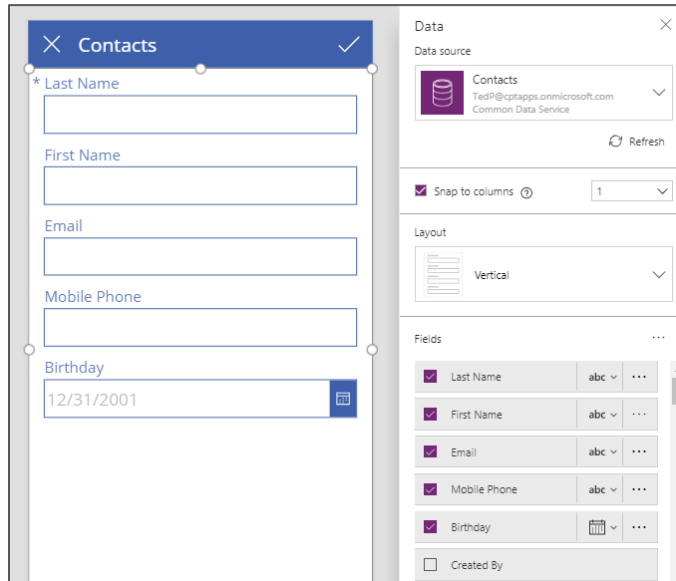 Contacts
* Last Name
First Name
Email
Mobile Phone
Birthday
12/31/2001
Data
Data source
Contacts
TedP@cptapps.onmicrosoft.com
Common Data Service
Refresh
Snap to columns
1
Layout
Vertical
Fields
Last Name abc
First Name abc
Email abc
Mobile Phone abc
Birthday
Created By